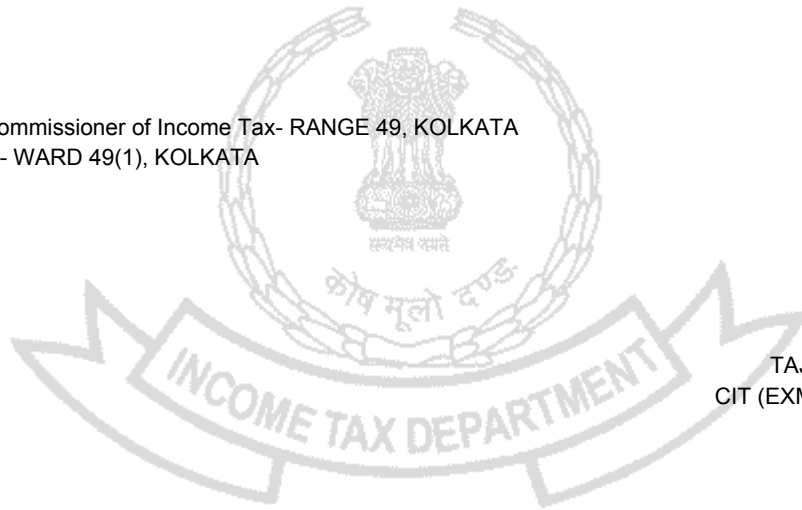 ommissioner of Income Tax- RANGE 49, KOLKATA
- WARD 49(1), KOLKATA
सत्यमेव जयते
कोष मूलो दण्डः
TAJ
CIT (EXM
INCOME TAX DEPARTMENT